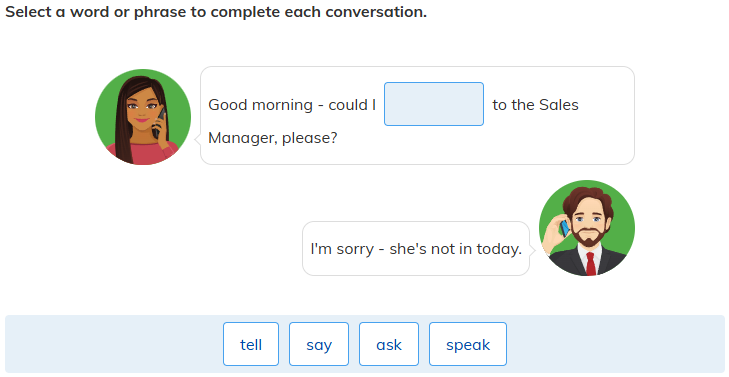 Select a word or phrase to complete each conversation.
Good morning - could I to the Sales
Manager, please?
I'm sorry - she's not in today.
tell say ask speak